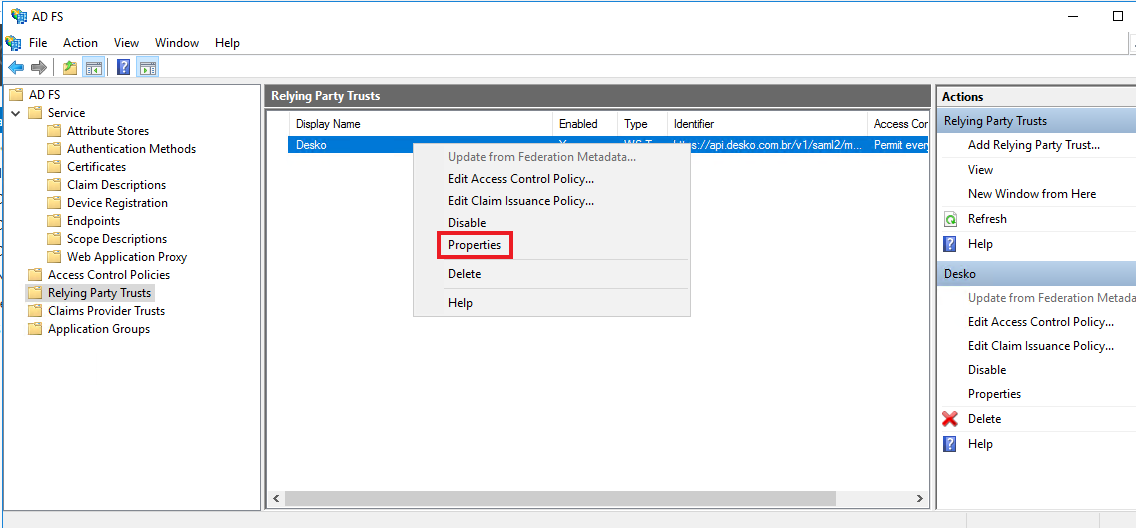 AD FS
File Action View Window Help
AD FS
Service
Attribute Stores
Authentication Methods
Certificates
Claim Descriptions
Device Registration
Endpoints
Scope Descriptions
Web Application Proxy
Access Control Policies
Relying Party Trusts
Claims Provider Trusts
Application Groups
Relying Party Trusts
Display Name Enabled Type Identifier Access Con
Desko https://api.desko.com.br/v1/saml2/m... Permit every
Update from Federation Metadata...
Edit Access Control Policy...
Edit Claim Issuance Policy...
Disable
Properties
Delete
Help
Actions
Relying Party Trusts
Add Relying Party Trust...
View
New Window from Here
Refresh
Help
Desko
Update from Federation Metada
Edit Access Control Policy...
Edit Claim Issuance Policy...
Disable
Properties
Delete
Help